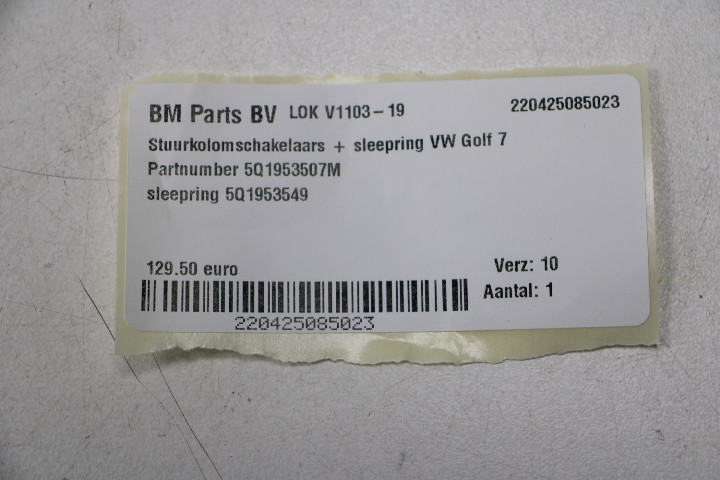 BM Parts BV LOK V1103-19 220425085023
Stuurkolomschakelaars + sleepring VW Golf 7
Partnumber 5Q1953507M
sleepring 5Q1953549
129.50 euro Verz: 10
Aantal: 1
220425085023